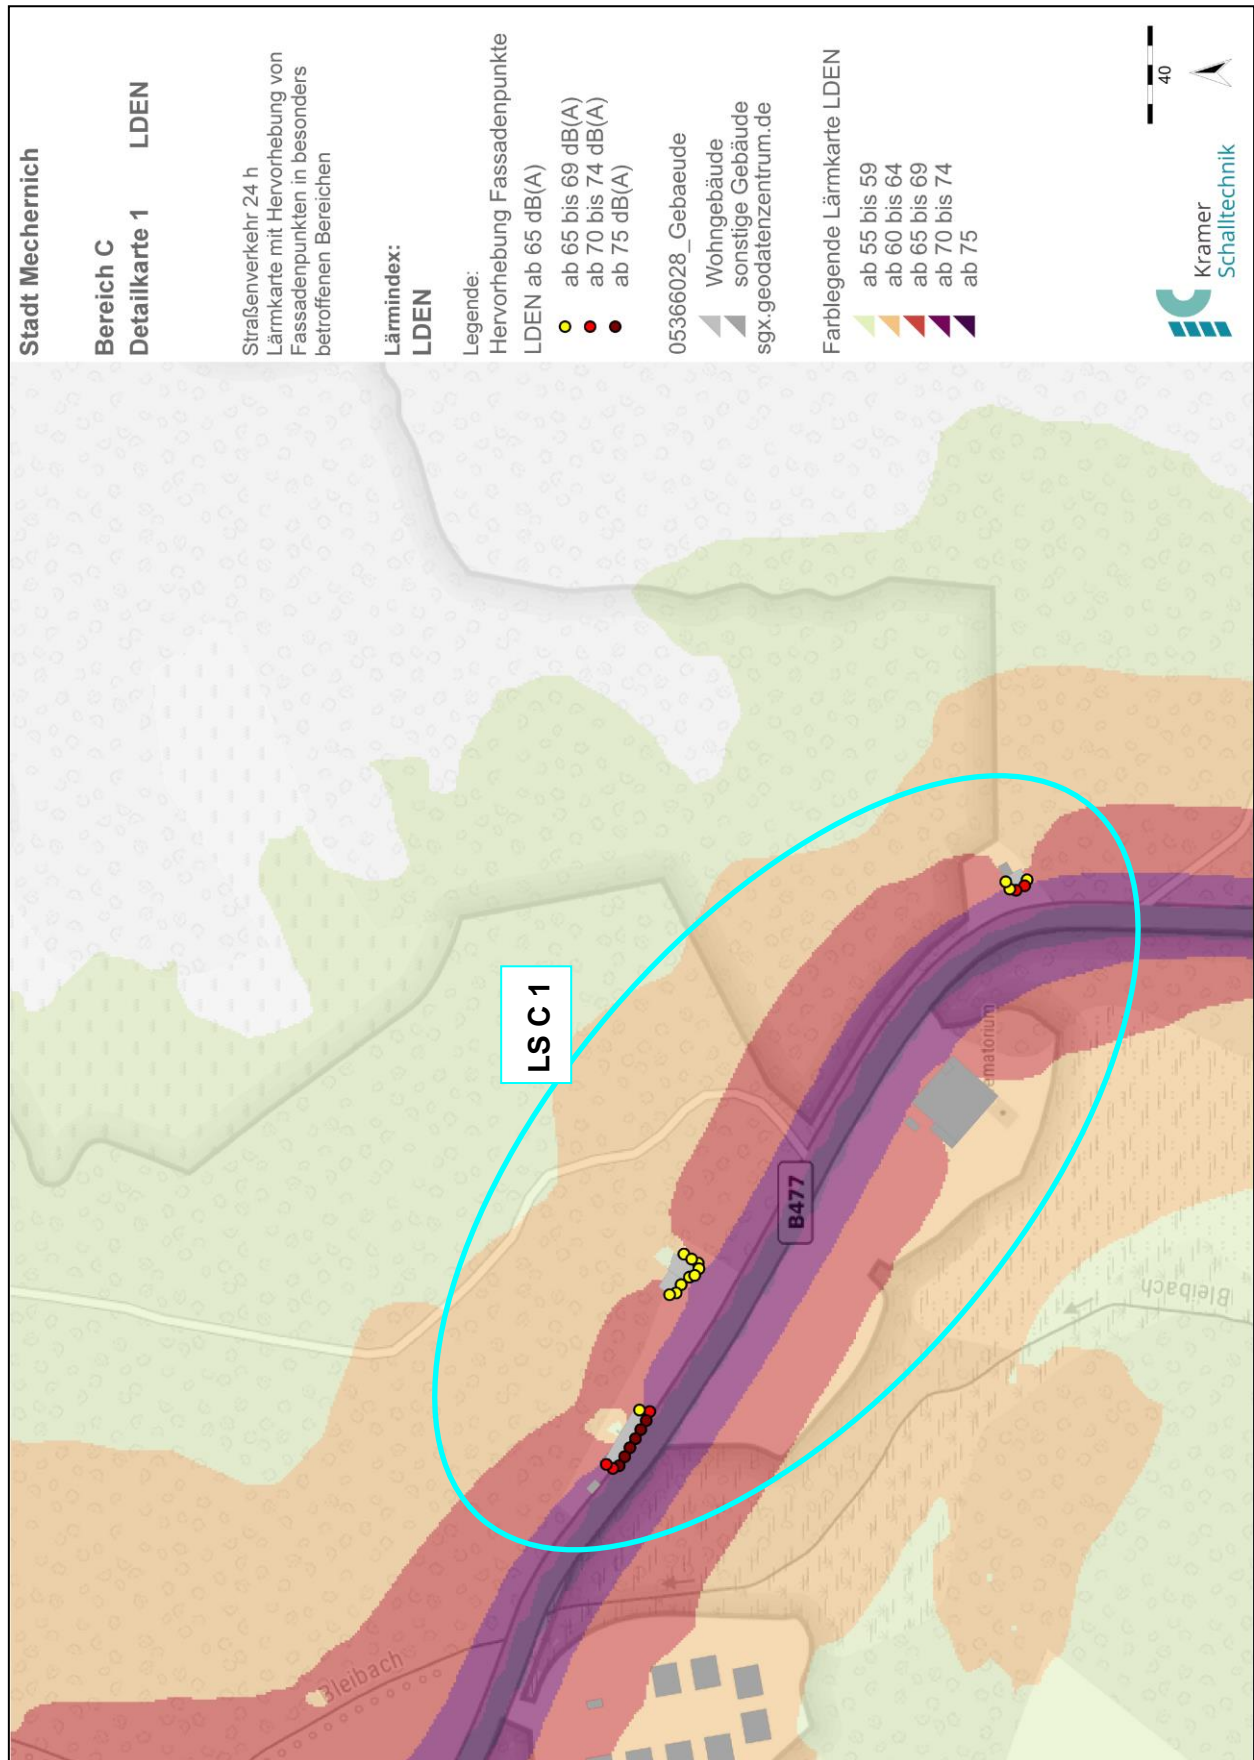 Stadt Mechernich
Bereich C
Detailkarte 1 LDEN
Straßenverkehr 24 h
Lärmkarte mit Hervorhebung von
Fassadenpunkten in besonders
betroffenen Bereichen
Lärmindex:
LDEN
Legende:
Hervorhebung Fassadenpunkte
LDEN ab 65 dB(A)
ab 65 bis 69 dB(A)
ab 70 bis 74 dB(A)
ab 75 dB(A)
05366028_Gebaeude
Wohngebäude
sonstige Gebäude
sgx.geodatenzentrum.de
Farblegende Lärmkarte LDEN
ab 55 bis 59
ab 60 bis 64
ab 65 bis 69
ab 70 bis 74
ab 75
40
Kramer
Schalltechnik
LS C 1
B477
ematorium
Bleibach
Bleibach